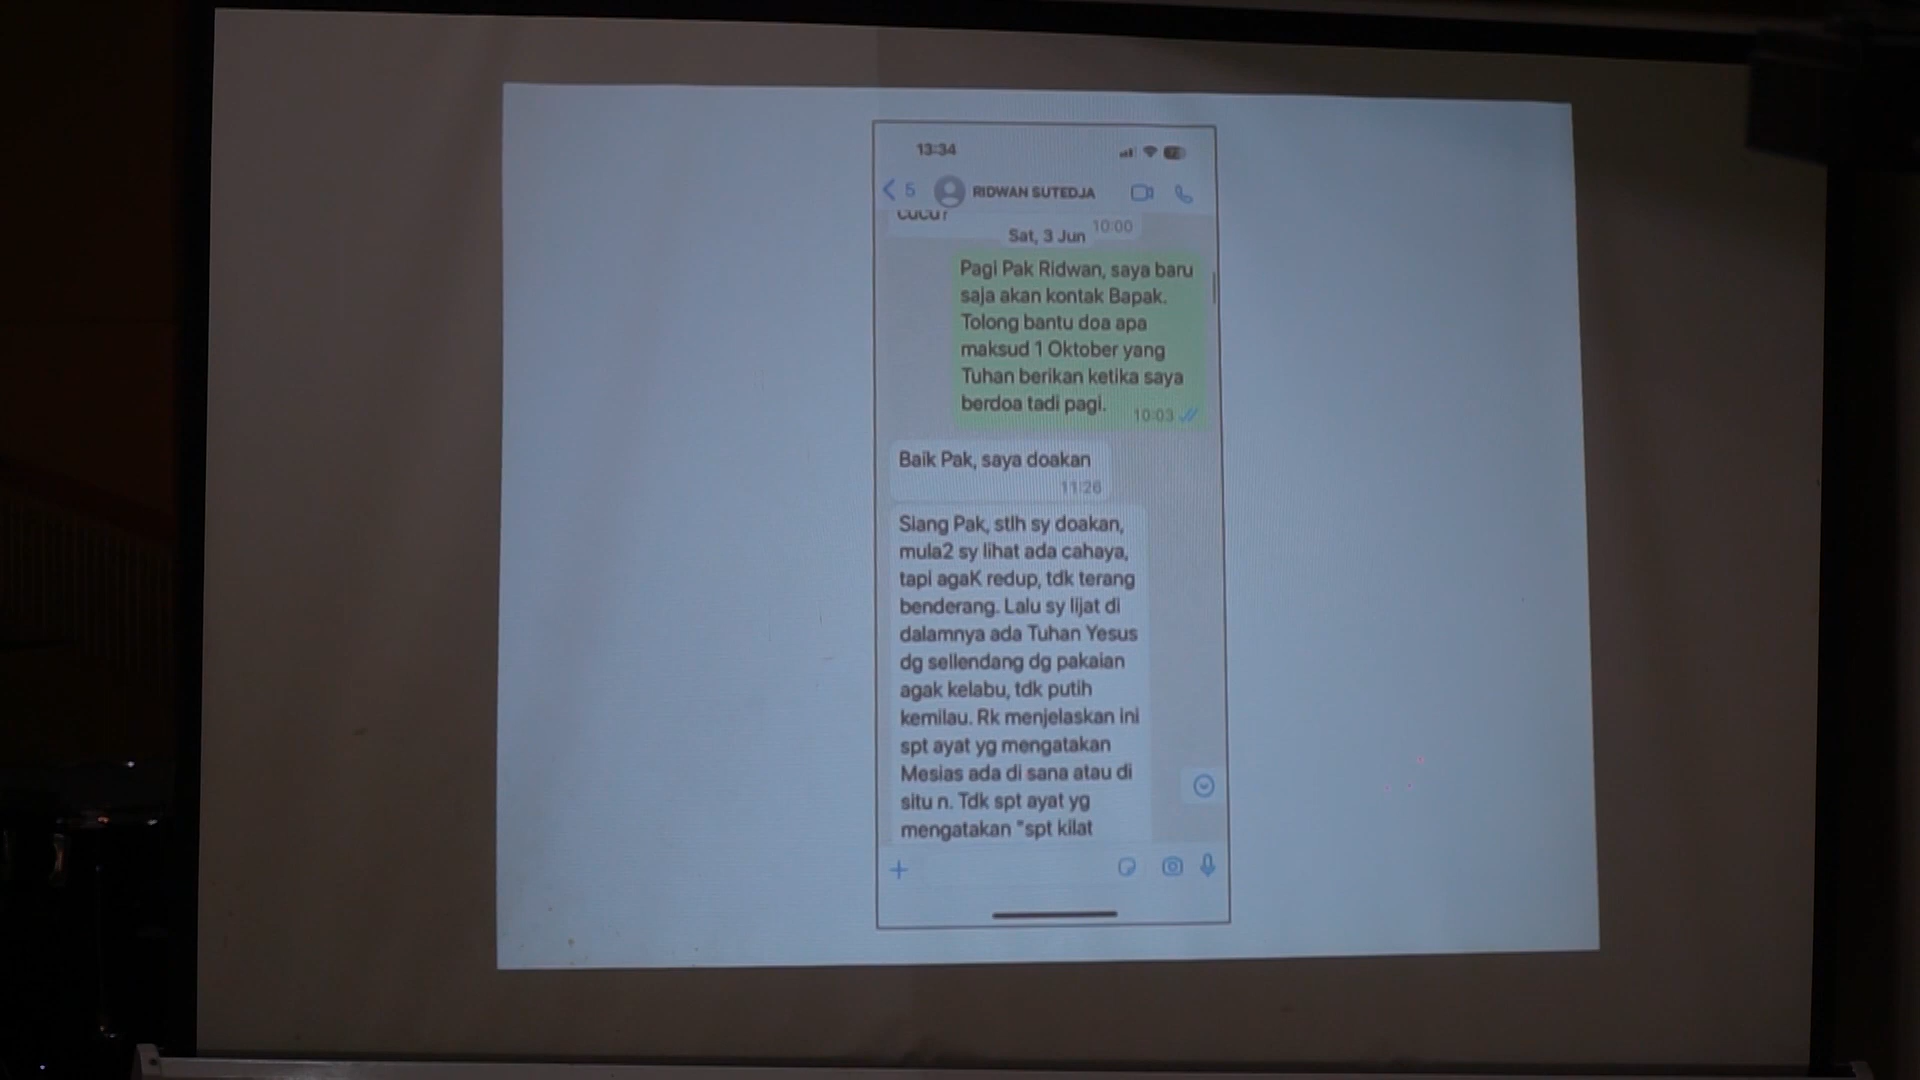 13:34
5 RIDWAN SUTEDJA
cucu?
10:00
Sat, 3 Jun
Pagi Pak Ridwan, saya baru
saja akan kontak Bapak.
Tolong bantu doa apa
maksud 1 Oktober yang
Tuhan berikan ketika saya
berdoa tadi pagi.
10:03
Baik Pak, saya doakan
11:26
Siang Pak, stlh sy doakan,
mula2 sy lihat ada cahaya,
tapi agaK redup, tdk terang
benderang. Lalu sy lijat di
dalamnya ada Tuhan Yesus
dg sellendang dg pakaian
agak kelabu, tdk putih
kemilau. Rk menjelaskan ini
spt ayat yg mengatakan
Mesias ada di sana atau di
situ n. Tdk spt ayat yg
mengatakan "spt kilat